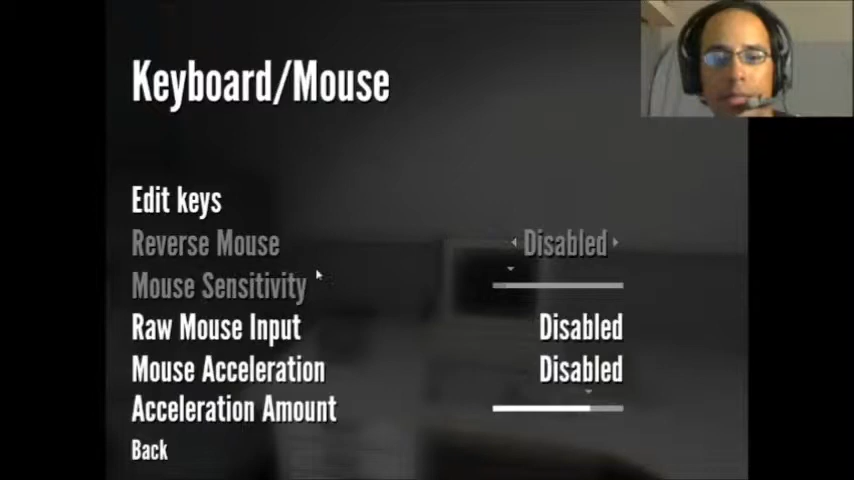 Keyboard/Mouse
Edit keys
Reverse Mouse Disabled
Mouse Sensitivity
Raw Mouse Input Disabled
Mouse Acceleration Disabled
Acceleration Amount
Back